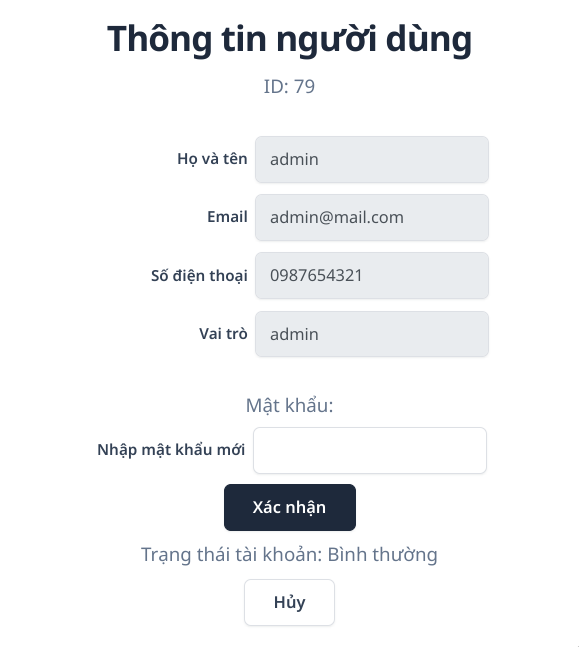 Thông tin người dùng
ID: 79
Họ và tên admin
Email admin@mail.com
Số điện thoại 0987654321
Vai trò admin
Mật khẩu:
Nhập mật khẩu mới
Xác nhận
Trạng thái tài khoản: Bình thường
Hủy